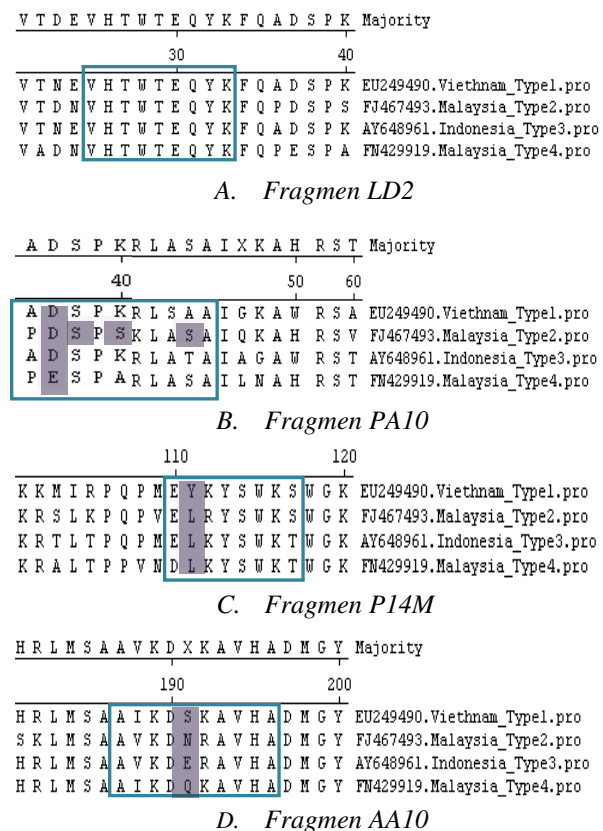 V T D E V H T W T E Q Y K F Q A D S P K Majority
30 40
V T N E V H T W T E Q Y K F Q A D S P K EU249490.Viethnam_Type1.pro
V T D N V H T W T E Q Y K F Q P D S P S FJ467493.Malaysia_Type2.pro
V T N E V H T W T E Q Y K F Q A D S P K AY648961.Indonesia_Type3.pro
V A D N V H T W T E Q Y K F Q P E S P A FN429919.Malaysia_Type4.pro
A. Fragmen LD2
A D S P K R L A S A I X K A H R S T Majority
40 50 60
A D S P K R L S A A I G K A W R S A EU249490.Viethnam_Type1.pro
P D S P S K L A S A I Q K A H R S V FJ467493.Malaysia_Type2.pro
A D S P K R L A T A I A G A W R S T AY648961.Indonesia_Type3.pro
P E S P A R L A S A I L N A H R S T FN429919.Malaysia_Type4.pro
B. Fragmen PA10
110 120
K K M I R P Q P M E Y K Y S W K S W G K EU249490.Viethnam_Type1.pro
K R S L K P Q P V E L R Y S W K S W G K FJ467493.Malaysia_Type2.pro
K R T L T P Q P M E L K Y S W K T W G K AY648961.Indonesia_Type3.pro
K R A L T P P V N D L K Y S W K T W G K FN429919.Malaysia_Type4.pro
C. Fragmen P14M
H R L M S A A V K D X K A V H A D M G Y Majority
190 200
H R L M S A A I K D S K A V H A D M G Y EU249490.Viethnam_Type1.pro
S K L M S A A V K D N R A V H A D M G Y FJ467493.Malaysia_Type2.pro
H R L M S A A V K D E R A V H A D M G Y AY648961.Indonesia_Type3.pro
H R L M S A A I K D Q K A V H A D M G Y FN429919.Malaysia_Type4.pro
D. Fragmen AA10